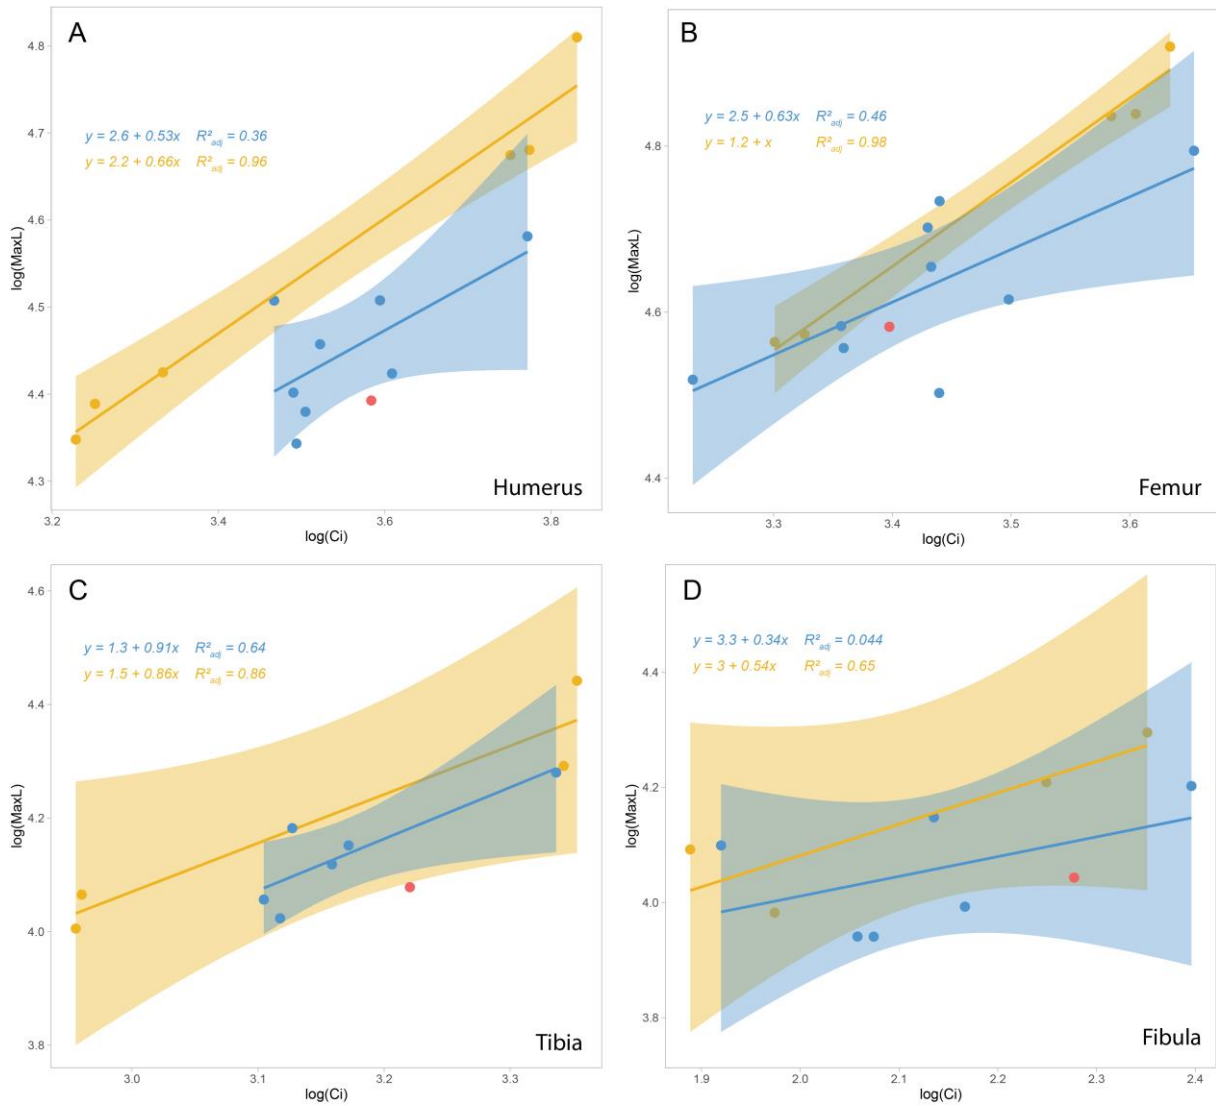 A
y = 2.6 + 0.53x R²adj = 0.36
y = 2.2 + 0.66x R²adj = 0.96
4.8
4.7
4.6
4.5
4.4
4.3
log(MaxL)
Humerus
3.2 3.4 3.6 3.8
log(Ci)
B
y = 2.5 + 0.63x R²adj = 0.46
y = 1.2 + x R²adj = 0.98
4.8
4.6
4.4
log(MaxL)
Femur
3.3 3.4 3.5 3.6
log(Ci)
C
y = 1.3 + 0.91x R²adj = 0.64
y = 1.5 + 0.86x R²adj = 0.86
4.6
4.4
4.2
4.0
3.8
log(MaxL)
Tibia
3.0 3.1 3.2 3.3
log(Ci)
D
y = 3.3 + 0.34x R²adj = 0.044
y = 3 + 0.54x R²adj = 0.65
4.4
4.2
4.0
3.8
log(MaxL)
Fibula
1.9 2.0 2.1 2.2 2.3 2.4
log(Ci)